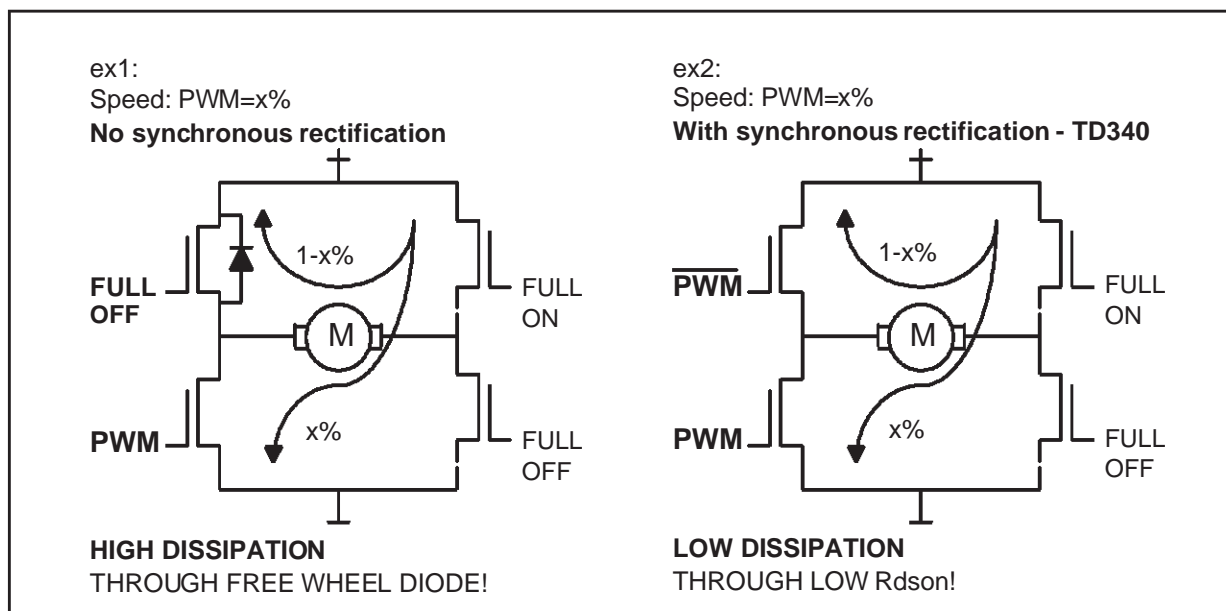 ex1:
Speed: PWM=x%
No synchronous rectification
1-x%
FULL
OFF
FULL
ON
M
PWM
x%
FULL
OFF
HIGH DISSIPATION
THROUGH FREE WHEEL DIODE!
ex2:
Speed: PWM=x%
With synchronous rectification - TD340
1-x%
P̅W̅M̅
FULL
ON
M
PWM
x%
FULL
OFF
LOW DISSIPATION
THROUGH LOW Rdson!